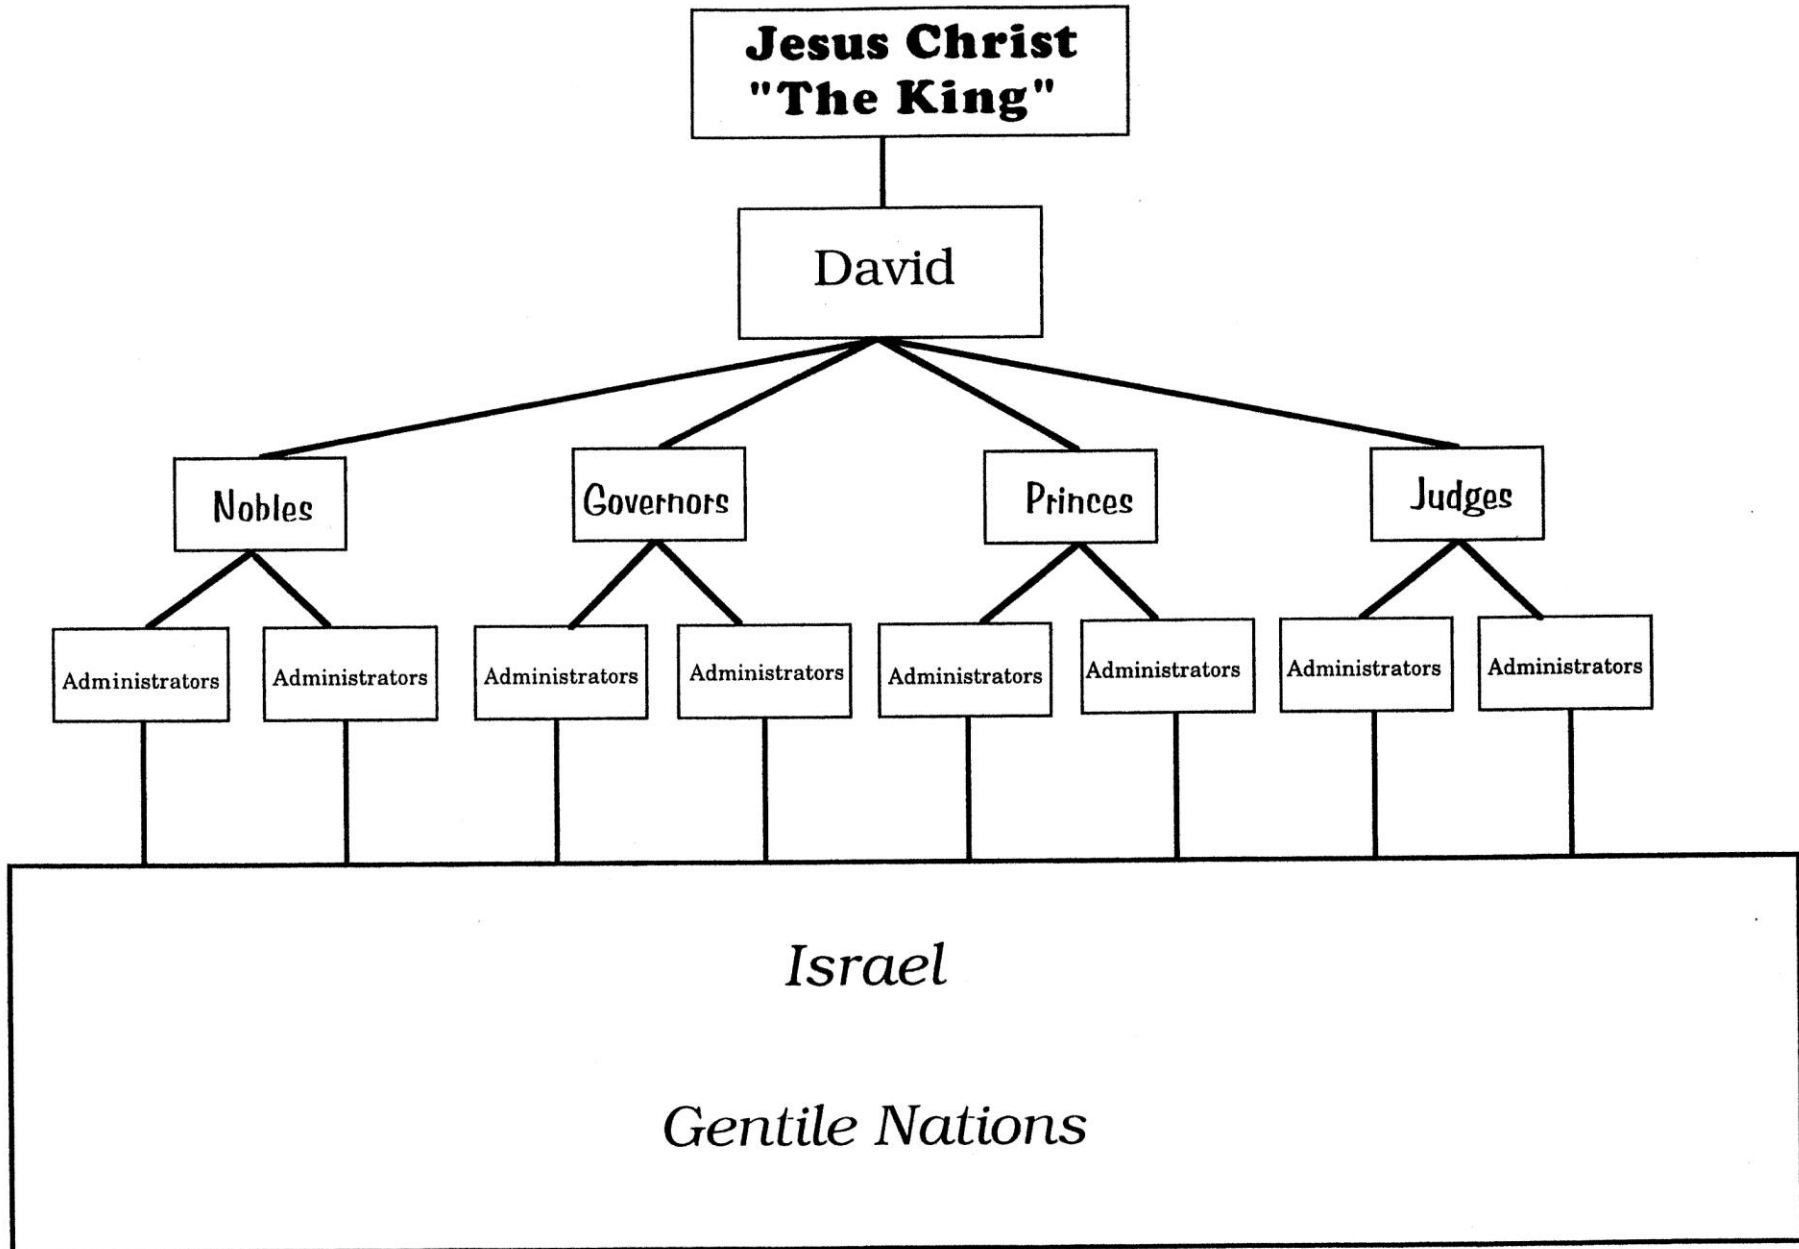 Jesus Christ
"The King"
David
Nobles
Governors
Princes
Judges
Administrators
Administrators
Administrators
Administrators
Administrators
Administrators
Administrators
Administrators
Israel
Gentile Nations